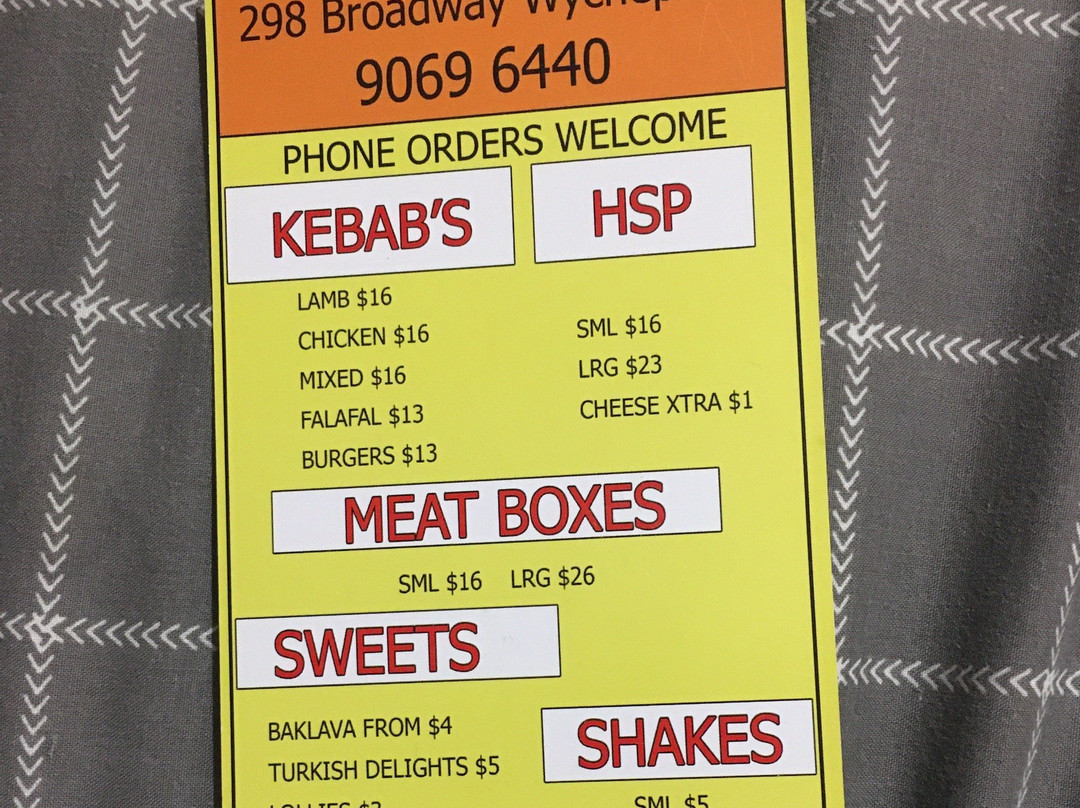 298 Broadway
9069 6440
PHONE ORDERS WELCOME
KEBAB'S
LAMB $16
CHICKEN $16
MIXED $16
FALAFAL $13
BURGERS $13
HSP
SML $16
LRG $23
CHEESE XTRA $1
MEAT BOXES
SML $16 LRG $26
SWEETS
BAKLAVA FROM $4
TURKISH DELIGHTS $5
SHAKES
SML $5